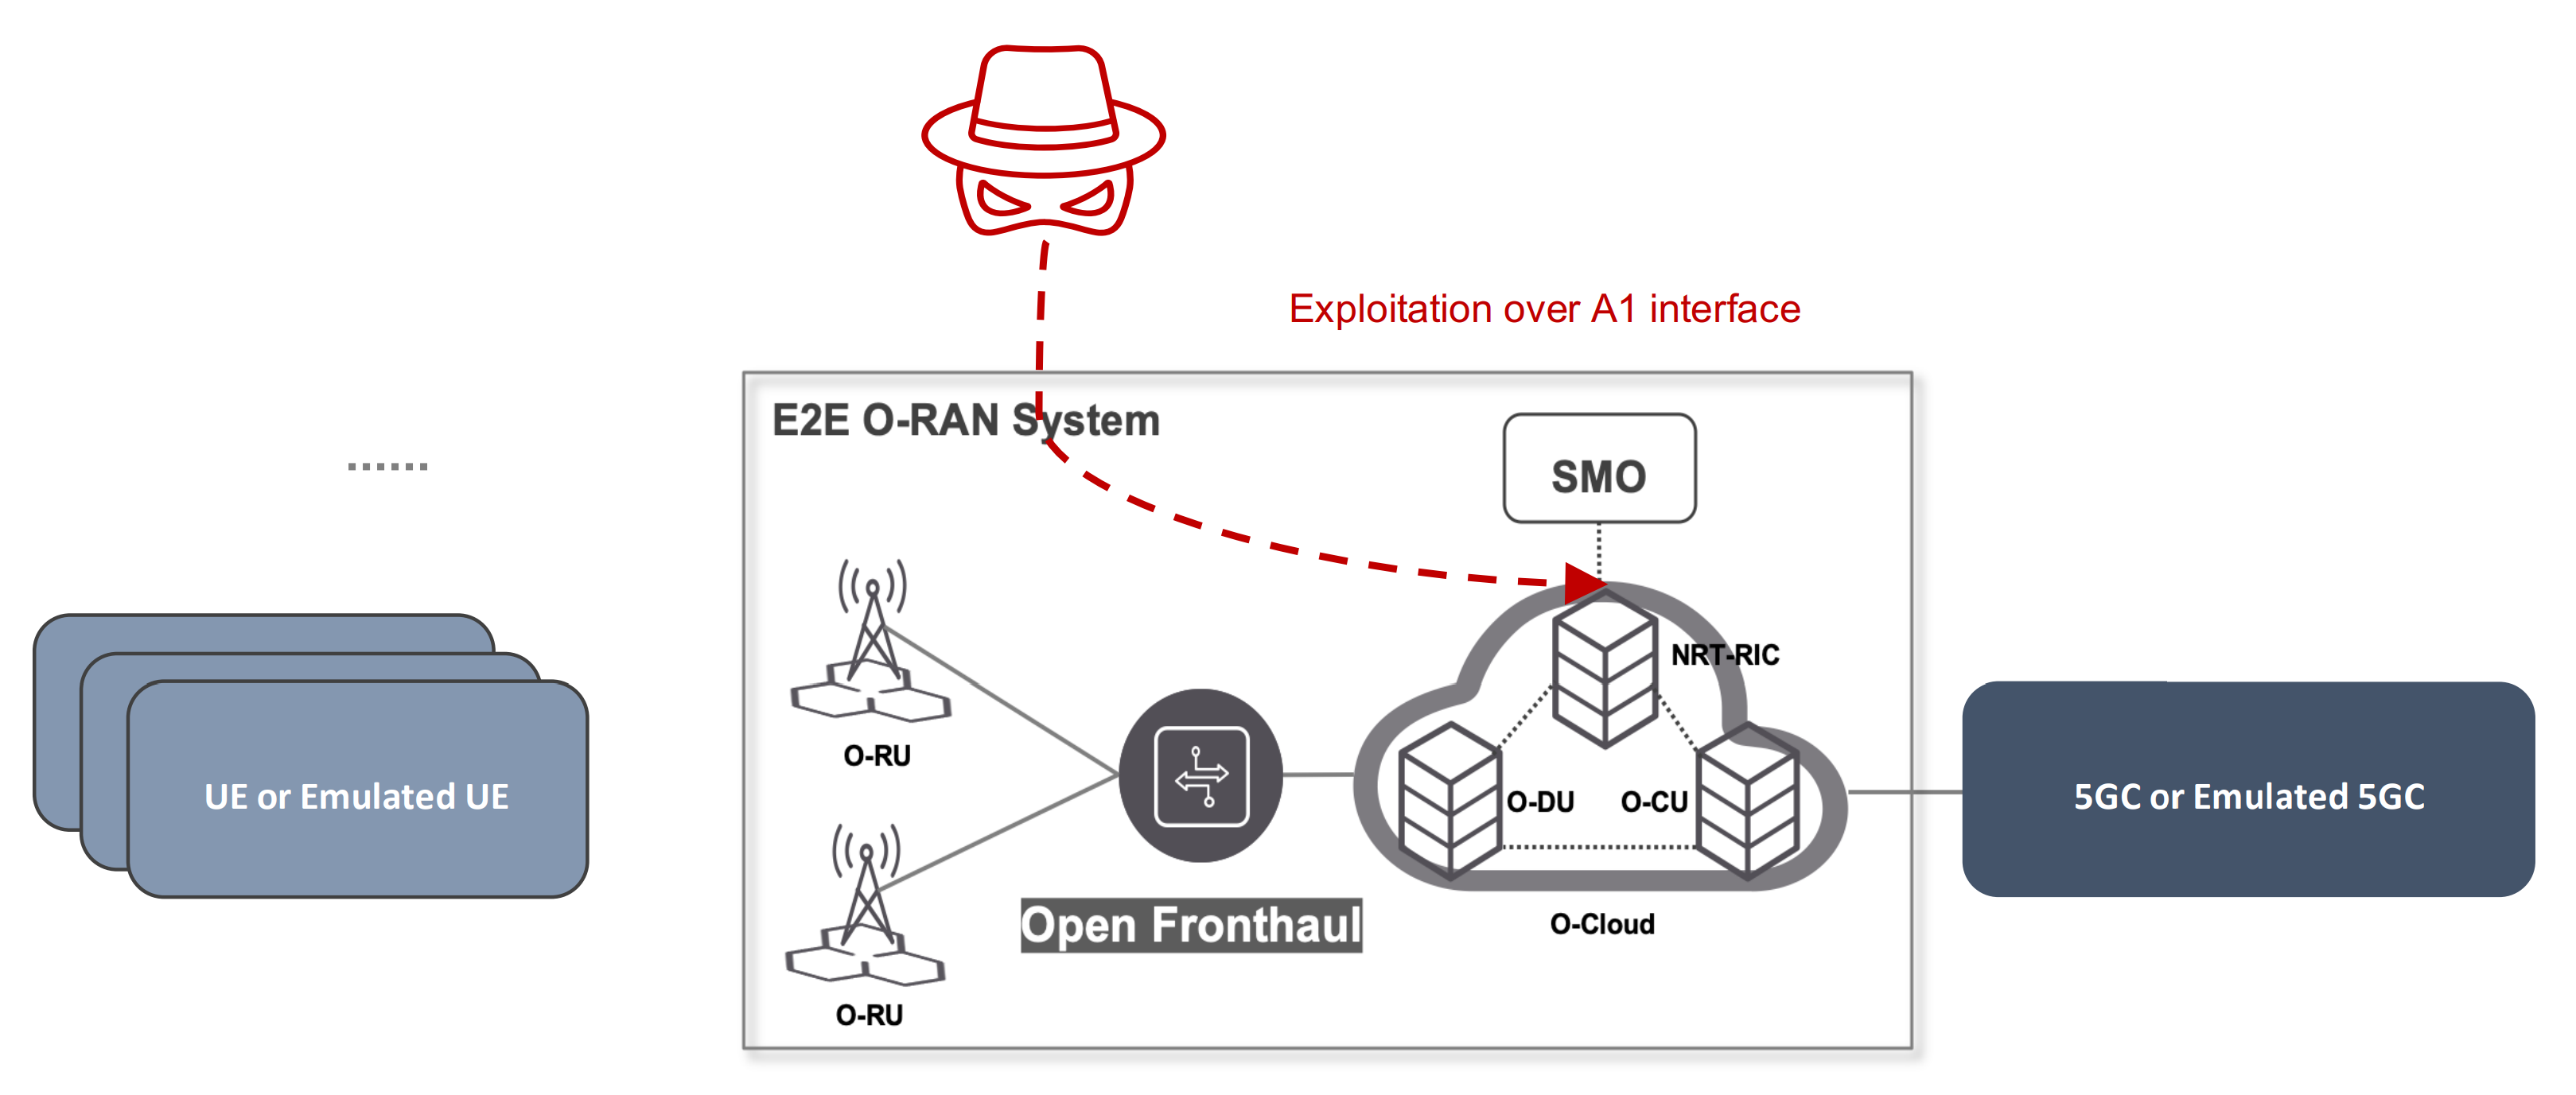 Exploitation over A1 interface
E2E O-RAN System
SMO
NRT-RIC
O-RU
UE or Emulated UE
O-DU
O-CU
5GC or Emulated 5GC
Open Fronthaul
O-Cloud
O-RU